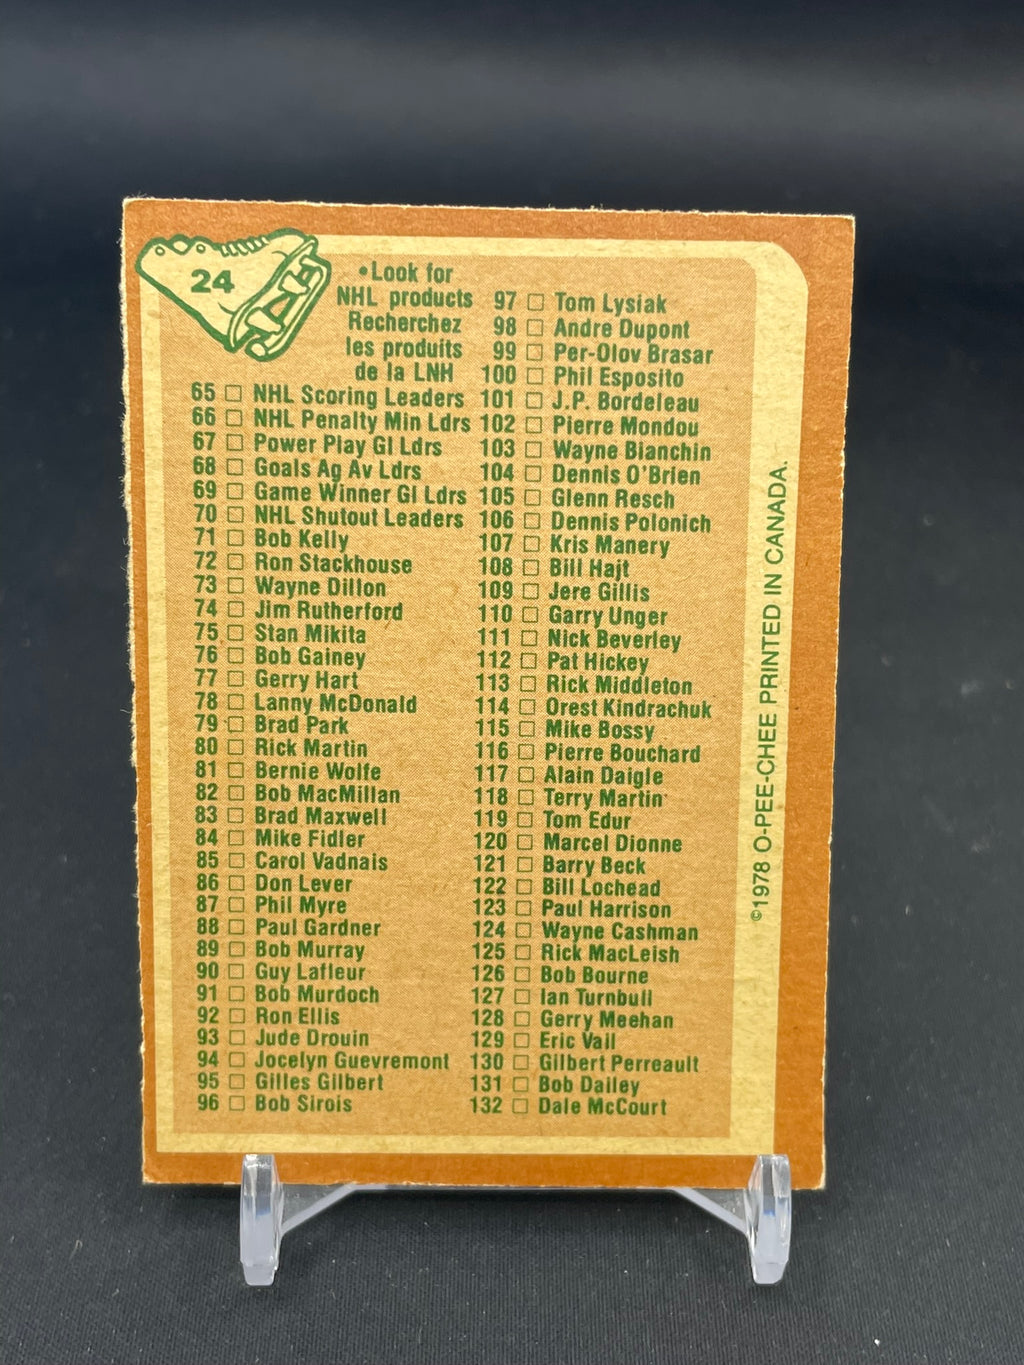 24
•Look for
NHL products
Recherchez
les produits
de la LNH
65 □ NHL Scoring Leaders
66 □ NHL Penalty Min Ldrs
67 □ Power Play Gl Ldrs
68 □ Goals Ag Av Ldrs
69 □ Game Winner Gl Ldrs
70 □ NHL Shutout Leaders
71 □ Bob Kelly
72 □ Ron Stackhouse
73 □ Wayne Dillon
74 □ Jim Rutherford
75 □ Stan Mikita
76 □ Bob Gainey
77 □ Gerry Hart
78 □ Lanny McDonald
79 □ Brad Park
80 □ Rick Martin
81 □ Bernie Wolfe
82 □ Bob MacMillan
83 □ Brad Maxwell
84 □ Mike Fidler
85 □ Carol Vadnais
86 □ Don Lever
87 □ Phil Myre
88 □ Paul Gardner
89 □ Bob Murray
90 □ Guy Lafleur
91 □ Bob Murdoch
92 □ Ron Ellis
93 □ Jude Drouin
94 □ Jocelyn Guevremont
95 □ Gilles Gilbert
96 □ Bob Sirois
97 □ Tom Lysiak
98 □ Andre Dupont
99 □ Per-Olov Brasar
100 □ Phil Esposito
101 □ J.P. Bordeleau
102 □ Pierre Mondou
103 □ Wayne Bianchin
104 □ Dennis O'Brien
105 □ Glenn Resch
106 □ Dennis Polonich
107 □ Kris Manery
108 □ Bill Hajt
109 □ Jere Gillis
110 □ Garry Unger
111 □ Nick Beverley
112 □ Pat Hickey
113 □ Rick Middleton
114 □ Orest Kindrachuk
115 □ Mike Bossy
116 □ Pierre Bouchard
117 □ Alain Daigle
118 □ Terry Martin
119 □ Tom Edur
120 □ Marcel Dionne
121 □ Barry Beck
122 □ Bill Lochead
123 □ Paul Harrison
124 □ Wayne Cashman
125 □ Rick MacLeish
126 □ Bob Bourne
127 □ Ian Turnbull
128 □ Gerry Meehan
129 □ Eric Vail
130 □ Gilbert Perreault
131 □ Bob Dailey
132 □ Dale McCourt
©1978 O-PEE-CHEE PRINTED IN CANADA.